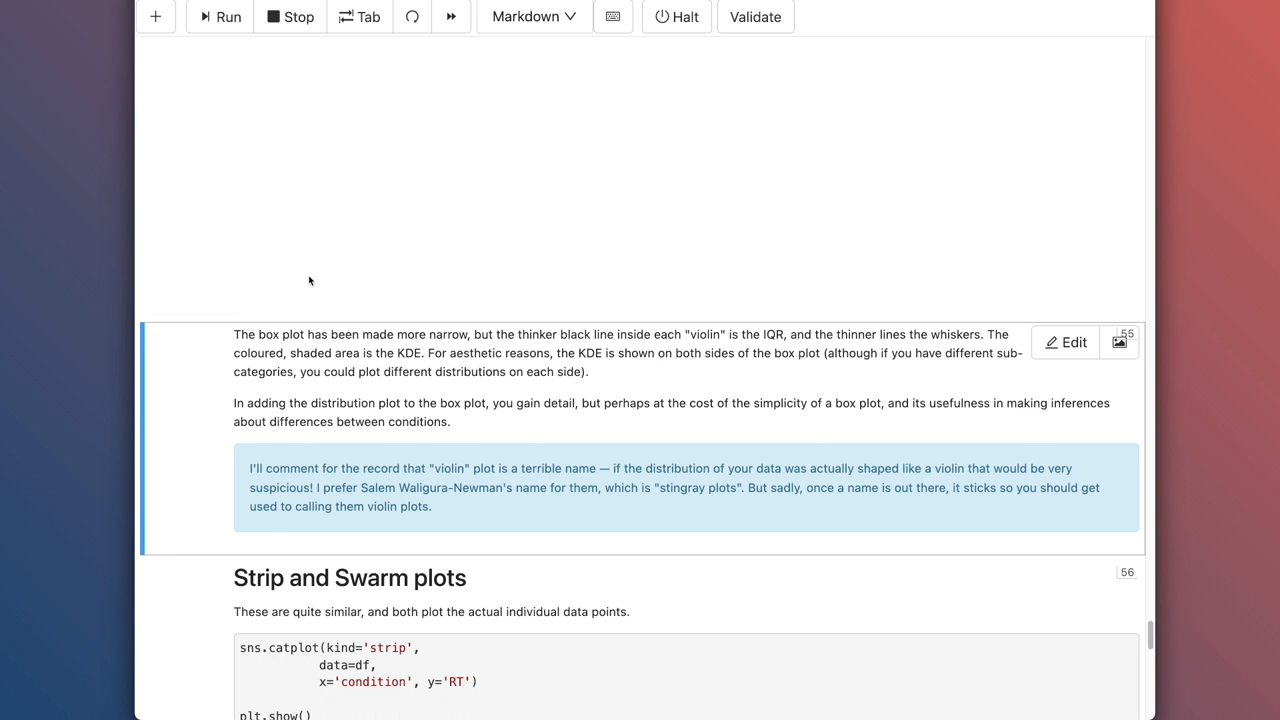 Run Stop Tab Markdown Halt Validate
The box plot has been made more narrow, but the thinker black line inside each "violin" is the IQR, and the thinner lines the whiskers. The
coloured, shaded area is the KDE. For aesthetic reasons, the KDE is shown on both sides of the box plot (although if you have different sub-
categories, you could plot different distributions on each side).
Edit
55
In adding the distribution plot to the box plot, you gain detail, but perhaps at the cost of the simplicity of a box plot, and its usefulness in making inferences
about differences between conditions.
I'll comment for the record that "violin" plot is a terrible name — if the distribution of your data was actually shaped like a violin that would be very
suspicious! I prefer Salem Waligura-Newman's name for them, which is "stingray plots". But sadly, once a name is out there, it sticks so you should get
used to calling them violin plots.
Strip and Swarm plots
56
These are quite similar, and both plot the actual individual data points.
sns.catplot(kind='strip',
data=df,
x='condition', y='RT')
plt.show()